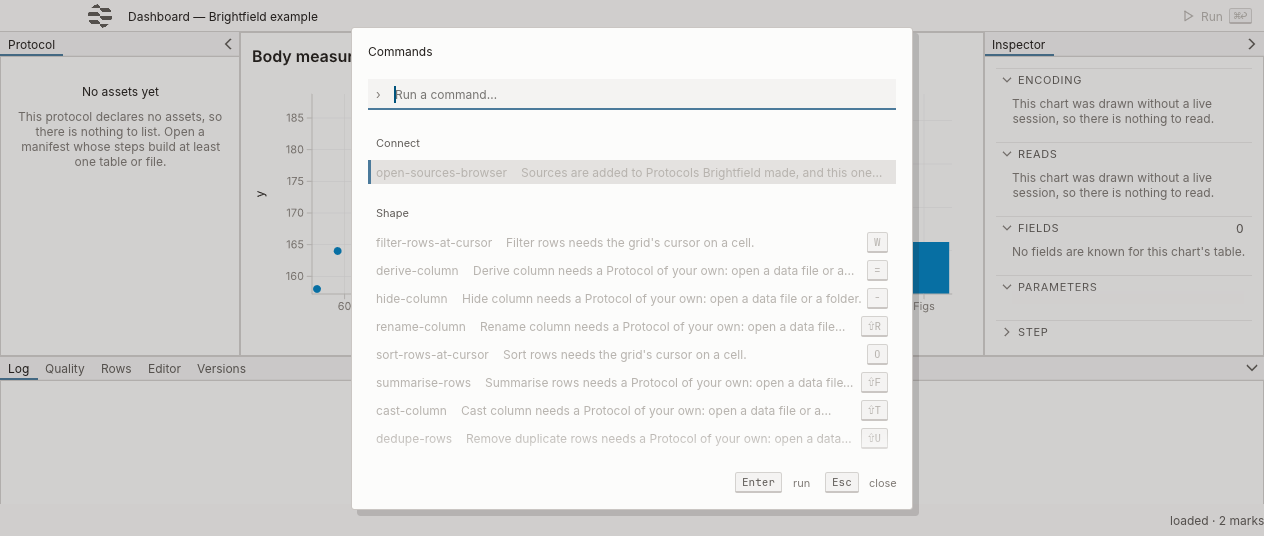 Dashboard — Brightfield example
Run ⌘⏎
Protocol
No assets yet
This protocol declares no assets, so
there is nothing to list. Open a
manifest whose steps build at least
one table or file.
Body measur
185
180
175
170
165
160
y
60
Figs
Commands
› Run a command...
Connect
open-sources-browser Sources are added to Protocols Brightfield made, and this one...
Shape
filter-rows-at-cursor Filter rows needs the grid's cursor on a cell. W
derive-column Derive column needs a Protocol of your own: open a data file or a... =
hide-column Hide column needs a Protocol of your own: open a data file or a folder. -
rename-column Rename column needs a Protocol of your own: open a data file... ⇧R
sort-rows-at-cursor Sort rows needs the grid's cursor on a cell. O
summarise-rows Summarise rows needs a Protocol of your own: open a data file... ⇧F
cast-column Cast column needs a Protocol of your own: open a data file or a... ⇧T
dedupe-rows Remove duplicate rows needs a Protocol of your own: open a data... ⇧U
Enter run Esc close
Inspector
ENCODING
This chart was drawn without a live
session, so there is nothing to read.
READS
This chart was drawn without a live
session, so there is nothing to read.
FIELDS 0
No fields are known for this chart's table.
PARAMETERS
STEP
Log Quality Rows Editor Versions
loaded · 2 marks